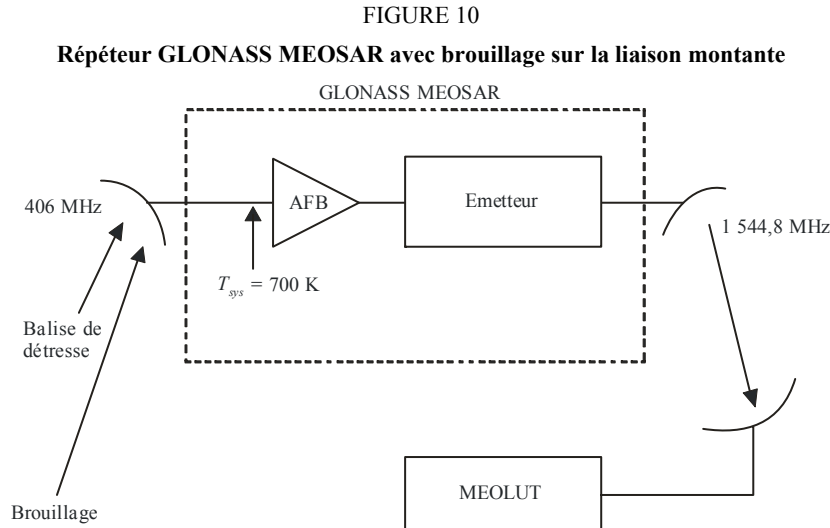 FIGURE 10
Répéteur GLONASS MEOSAR avec brouillage sur la liaison montante
GLONASS MEOSAR
406 MHz
AFB
Emetteur
1 544,8 MHz
Tsys = 700 K
Balise de
détresse
Brouillage
MEOLUT